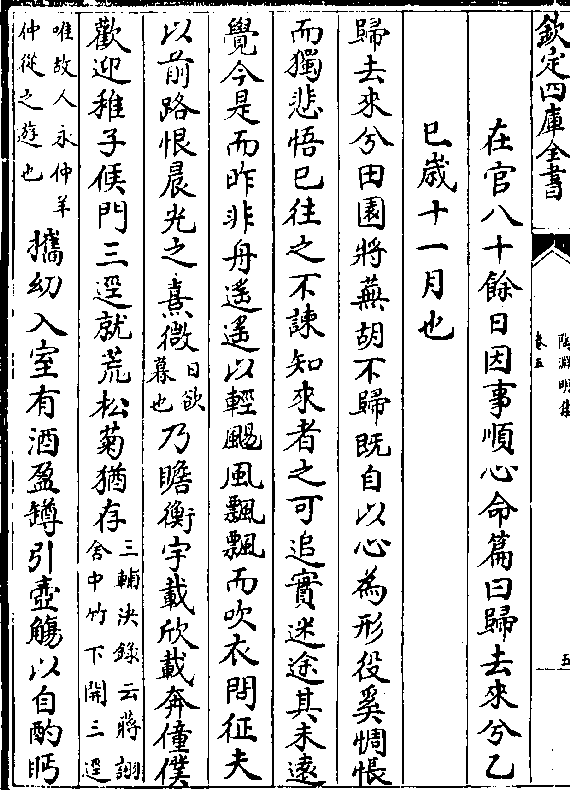 欽定四庫全書
陶淵明集
卷五
五
在官八十餘日因事順心命篇曰歸去來兮乙
巳歲十一月也
歸去來兮田園將蕪胡不歸既自以心為形役奚惆悵
而獨悲悟已往之不諫知來者之可追實迷途其未遠
覺今是而昨非舟遙遙以輕颺風飄飄而吹衣問征夫
以前路恨晨光之熹微日欲暮也乃瞻衡宇載欣載奔僮僕
歡迎稚子候門三逕就荒松菊猶存三輔決錄云蔣詡舍中竹下開三逕
唯故人求仲羊仲從之遊也攜幼入室有酒盈罇引壺觴以自酌眄